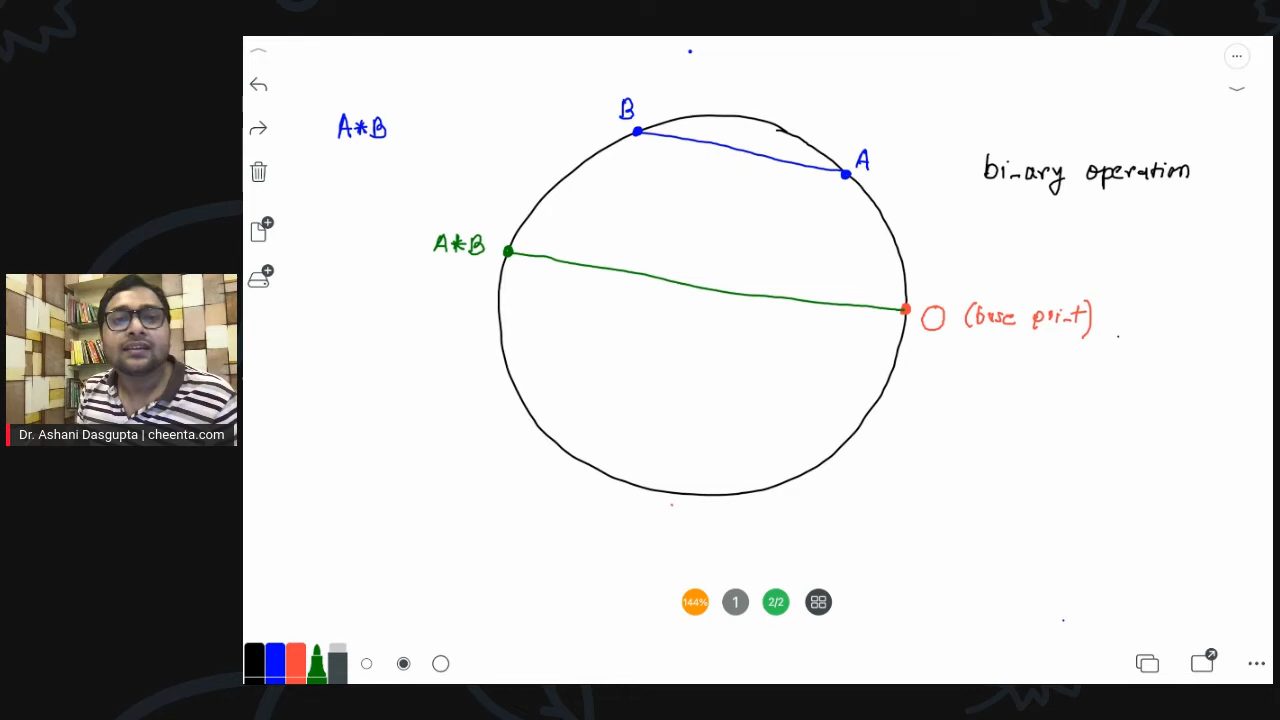 B
A*B
A
binary operation
A*B
O (base point)
Dr. Ashani Dasgupta | cheenta.com
144%
1
2/2